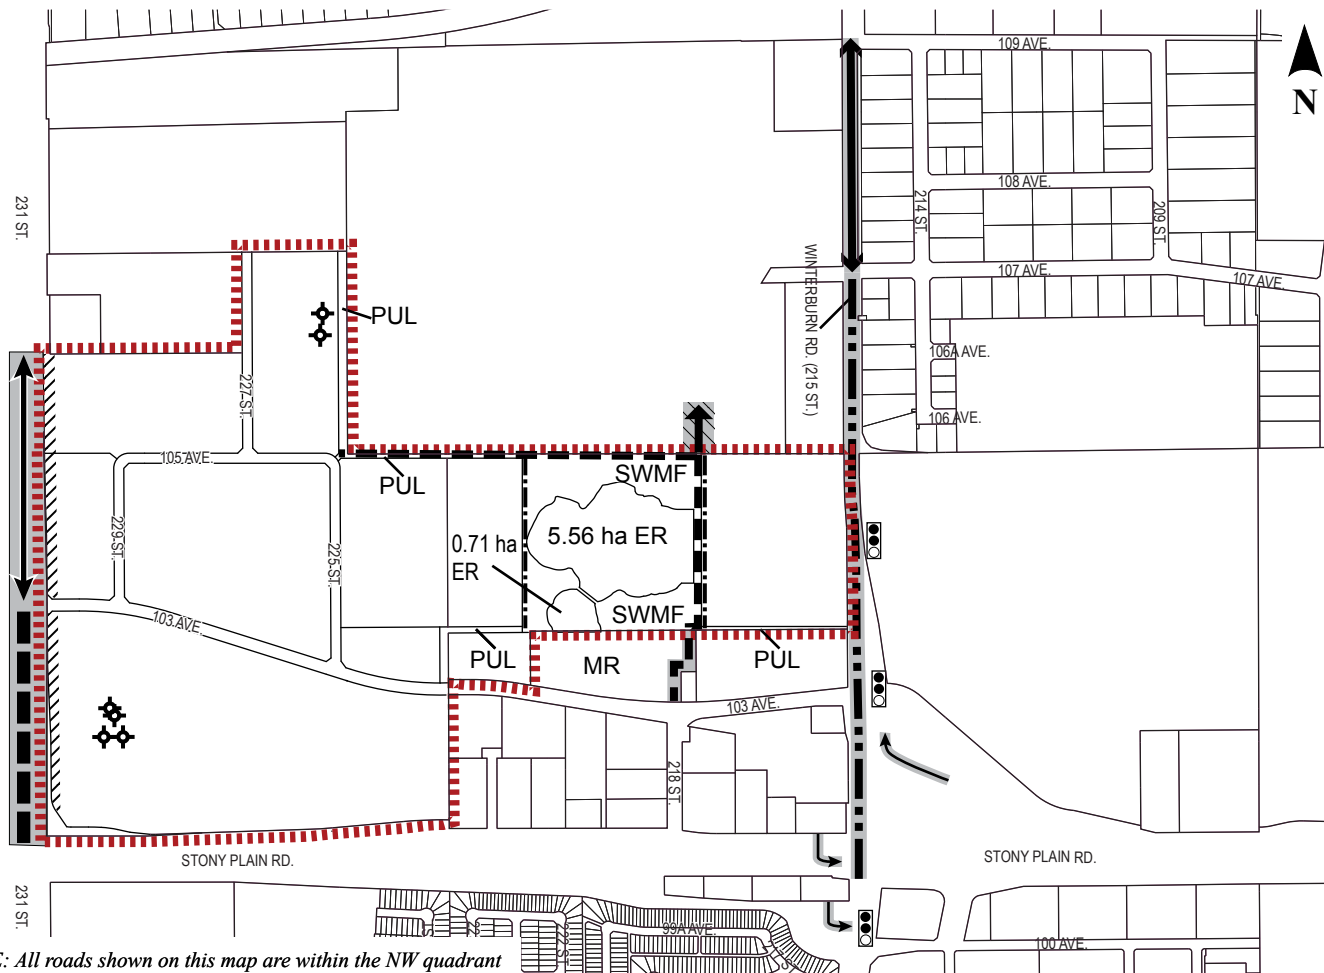 109 AVE.
N
108 AVE.
214 ST.
209 ST.
231 ST.
WINTERBURN RD. (215 ST.)
107 AVE.
107 AVE.
PUL
106A AVE.
227 ST.
106 AVE.
105 AVE.
PUL
SWMF
229 ST.
225 ST.
0.71 ha
ER
5.56 ha ER
SWMF
103 AVE.
PUL
MR
PUL
103 AVE.
218 ST.
STONY PLAIN RD.
STONY PLAIN RD.
231 ST.
99A AVE.
222 ST
100 AVE.
: All roads shown on this map are within the NW quadrant